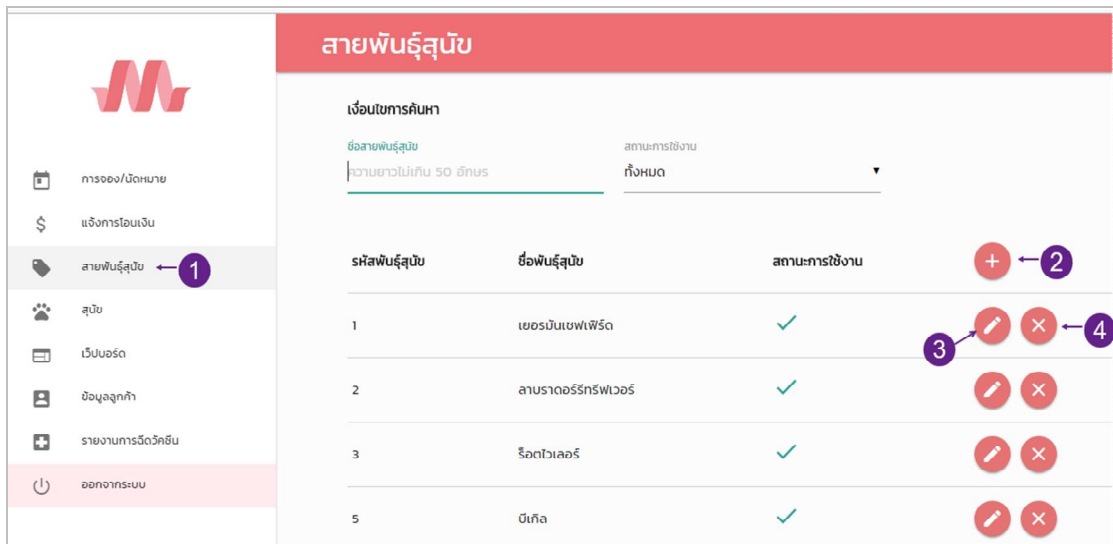 สายพันธุ์สุนัข
เงื่อนไขการค้นหา
ชื่อสายพันธุ์สุนัข สถานะการใช้งาน
ความยาวไม่เกิน 50 อักษร ทั้งหมด
การจอง/นัดหมาย
แจ้งการโอนเงิน
สายพันธุ์สุนัข 1
สุนัข
เว็ปบอร์ด
ข้อมูลลูกค้า
รายงานการฉีดวัคซีน
ออกจากระบบ
รหัสพันธุ์สุนัข ชื่อพันธุ์สุนัข สถานะการใช้งาน 2
1 เยอรมันเชฟเฟิร์ด 3 4
2 ลาบราดอร์รีทรีฟเวอร์
3 ร็อตไวเลอร์
5 บีเกิล